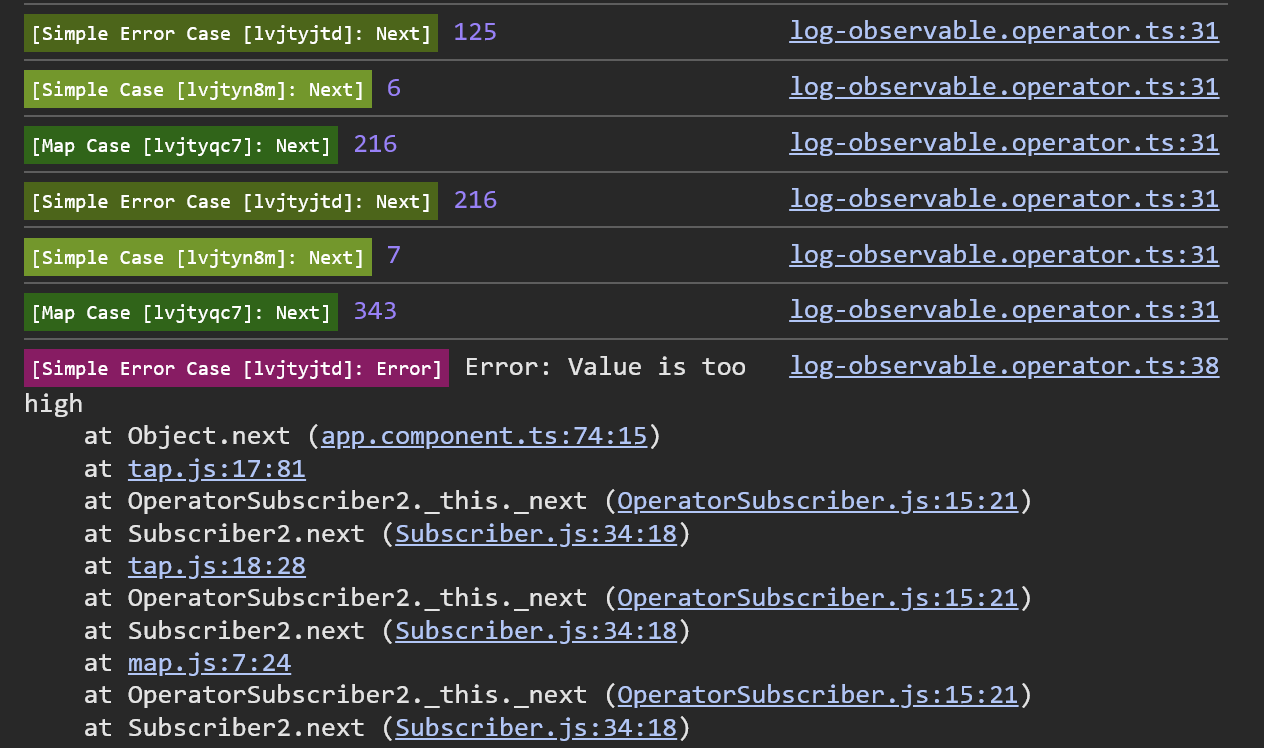 [Simple Error Case [lvjtyjtd]: Next] 125 log-observable.operator.ts:31
[Simple Case [lvjtyn8m]: Next] 6 log-observable.operator.ts:31
[Map Case [lvjtyqc7]: Next] 216 log-observable.operator.ts:31
[Simple Error Case [lvjtyjtd]: Next] 216 log-observable.operator.ts:31
[Simple Case [lvjtyn8m]: Next] 7 log-observable.operator.ts:31
[Map Case [lvjtyqc7]: Next] 343 log-observable.operator.ts:31
[Simple Error Case [lvjtyjtd]: Error] Error: Value is too log-observable.operator.ts:38
high
at Object.next (app.component.ts:74:15)
at tap.js:17:81
at OperatorSubscriber2._this._next (OperatorSubscriber.js:15:21)
at Subscriber2.next (Subscriber.js:34:18)
at tap.js:18:28
at OperatorSubscriber2._this._next (OperatorSubscriber.js:15:21)
at Subscriber2.next (Subscriber.js:34:18)
at map.js:7:24
at OperatorSubscriber2._this._next (OperatorSubscriber.js:15:21)
at Subscriber2.next (Subscriber.js:34:18)